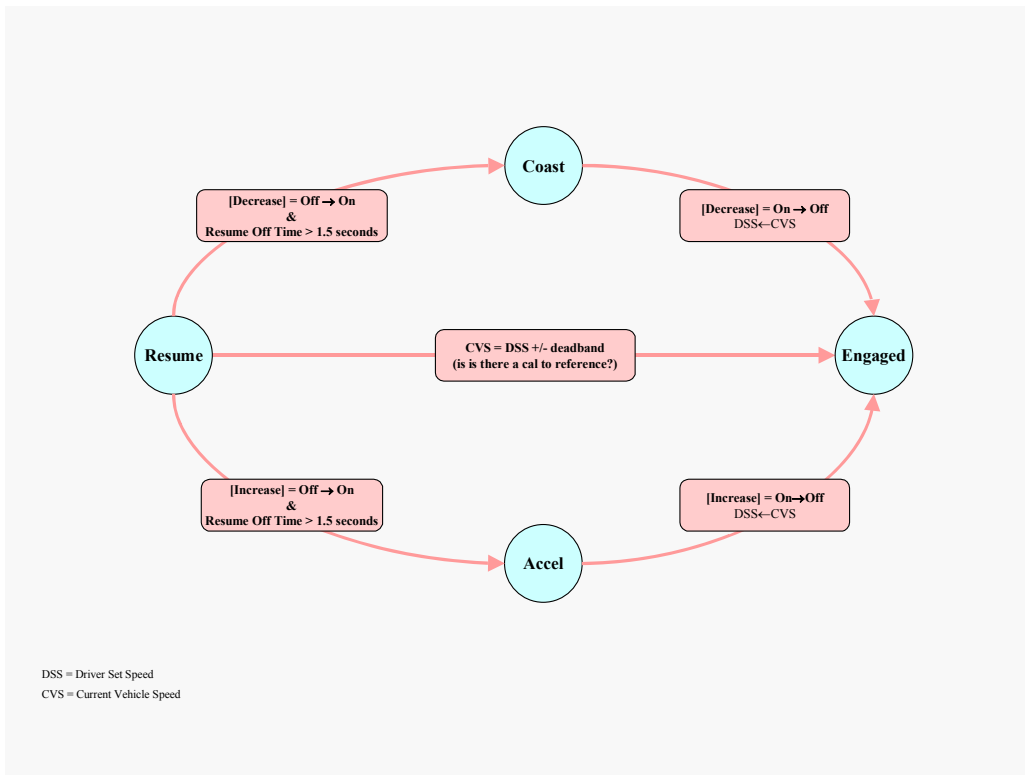 Coast
[Decrease] = Off → On
&
Resume Off Time > 1.5 seconds
[Decrease] = On → Off
DSS←CVS
Resume
CVS = DSS +/- deadband
(is is there a cal to reference?)
Engaged
[Increase] = Off → On
&
Resume Off Time > 1.5 seconds
[Increase] = On→Off
DSS←CVS
Accel
DSS = Driver Set Speed
CVS = Current Vehicle Speed